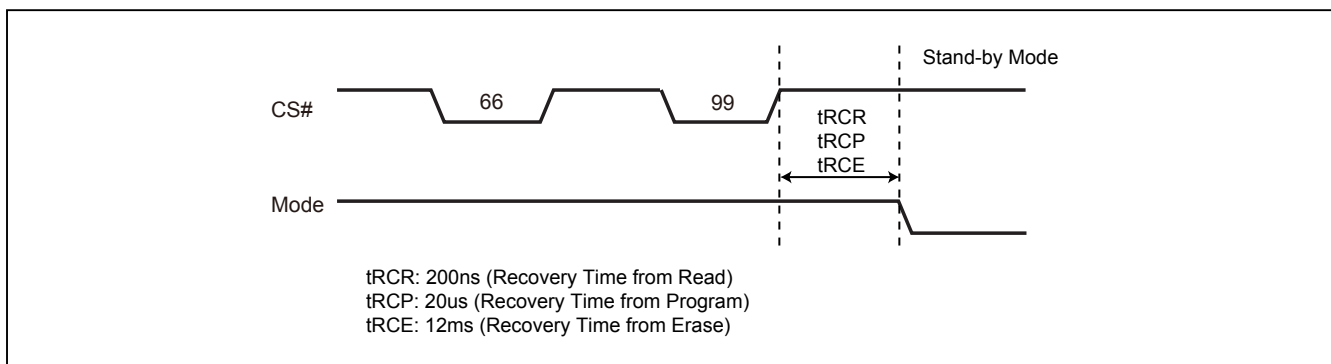 Stand-by Mode
CS#
66
99
tRCR
tRCP
tRCE
Mode
tRCR: 200ns (Recovery Time from Read)
tRCP: 20us (Recovery Time from Program)
tRCE: 12ms (Recovery Time from Erase)